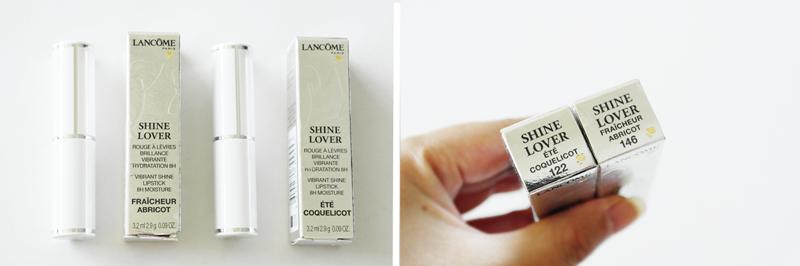 LANCÔME
PARIS
SHINE
LOVER
ROUGE À LÈVRES
BRILLANCE
VIBRANTE
HYDRATATION 8H
VIBRANT SHINE
LIPSTICK
8H MOISTURE
FRAÎCHEUR
ABRICOT
3.2 ml 2.9 g 0.09 OZ.
LANCÔME
PARIS
SHINE
LOVER
ROUGE À LÈVRES
BRILLANCE
VIBRANTE
HYDRATATION 8H
VIBRANT SHINE
LIPSTICK
8H MOISTURE
ÉTÉ
COQUELICOT
3.2 ml 2.9 g 0.09 OZ.
SHINE
LOVER
ÉTÉ
COQUELICOT
122
SHINE
LOVER
FRAÎCHEUR
ABRICOT
146